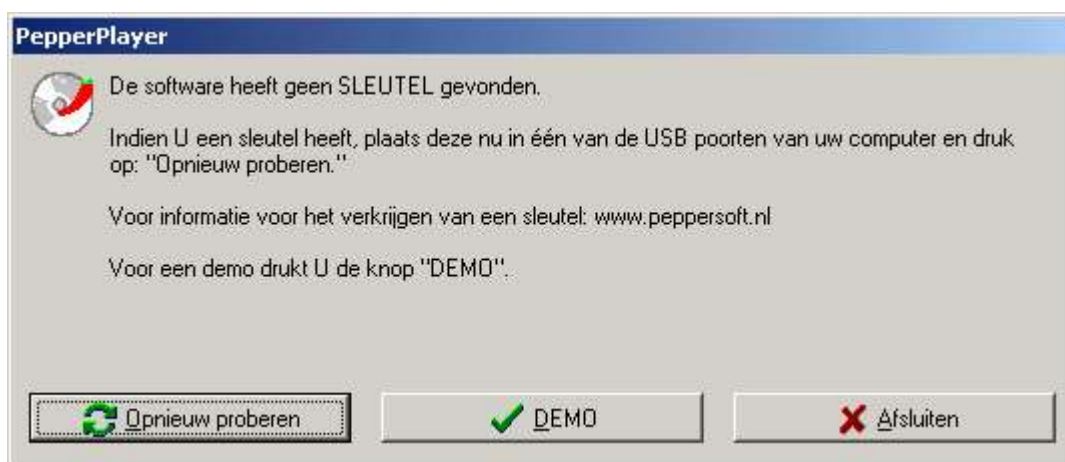 PepperPlayer
De software heeft geen SLEUTEL gevonden.
Indien U een sleutel heeft, plaats deze nu in één van de USB poorten van uw computer en druk
op: "Opnieuw proberen."
Voor informatie voor het verkrijgen van een sleutel: www.peppersoft.nl
Voor een demo drukt U de knop "DEMO".
Opnieuw proberen
DEMO
Afsluiten